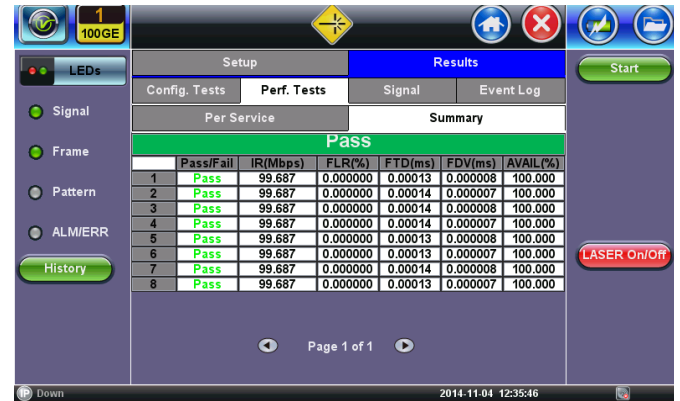 1
100GE
LEDs
Signal
Frame
Pattern
ALM/ERR
History
Setup Results
Config. Tests Perf. Tests Signal Event Log
Per Service Summary
Pass
Pass/Fail IR(Mbps) FLR(%) FTD(ms) FDV(ms) AVAIL(%)
1 Pass 99.687 0.000000 0.00013 0.000008 100.000
2 Pass 99.687 0.000000 0.00014 0.000007 100.000
3 Pass 99.687 0.000000 0.00014 0.000008 100.000
4 Pass 99.687 0.000000 0.00014 0.000007 100.000
5 Pass 99.687 0.000000 0.00013 0.000008 100.000
6 Pass 99.687 0.000000 0.00013 0.000007 100.000
7 Pass 99.687 0.000000 0.00014 0.000008 100.000
8 Pass 99.687 0.000000 0.00013 0.000007 100.000
Page 1 of 1
Start
LASER On/Off
IP Down
2014-11-04 12:35:46